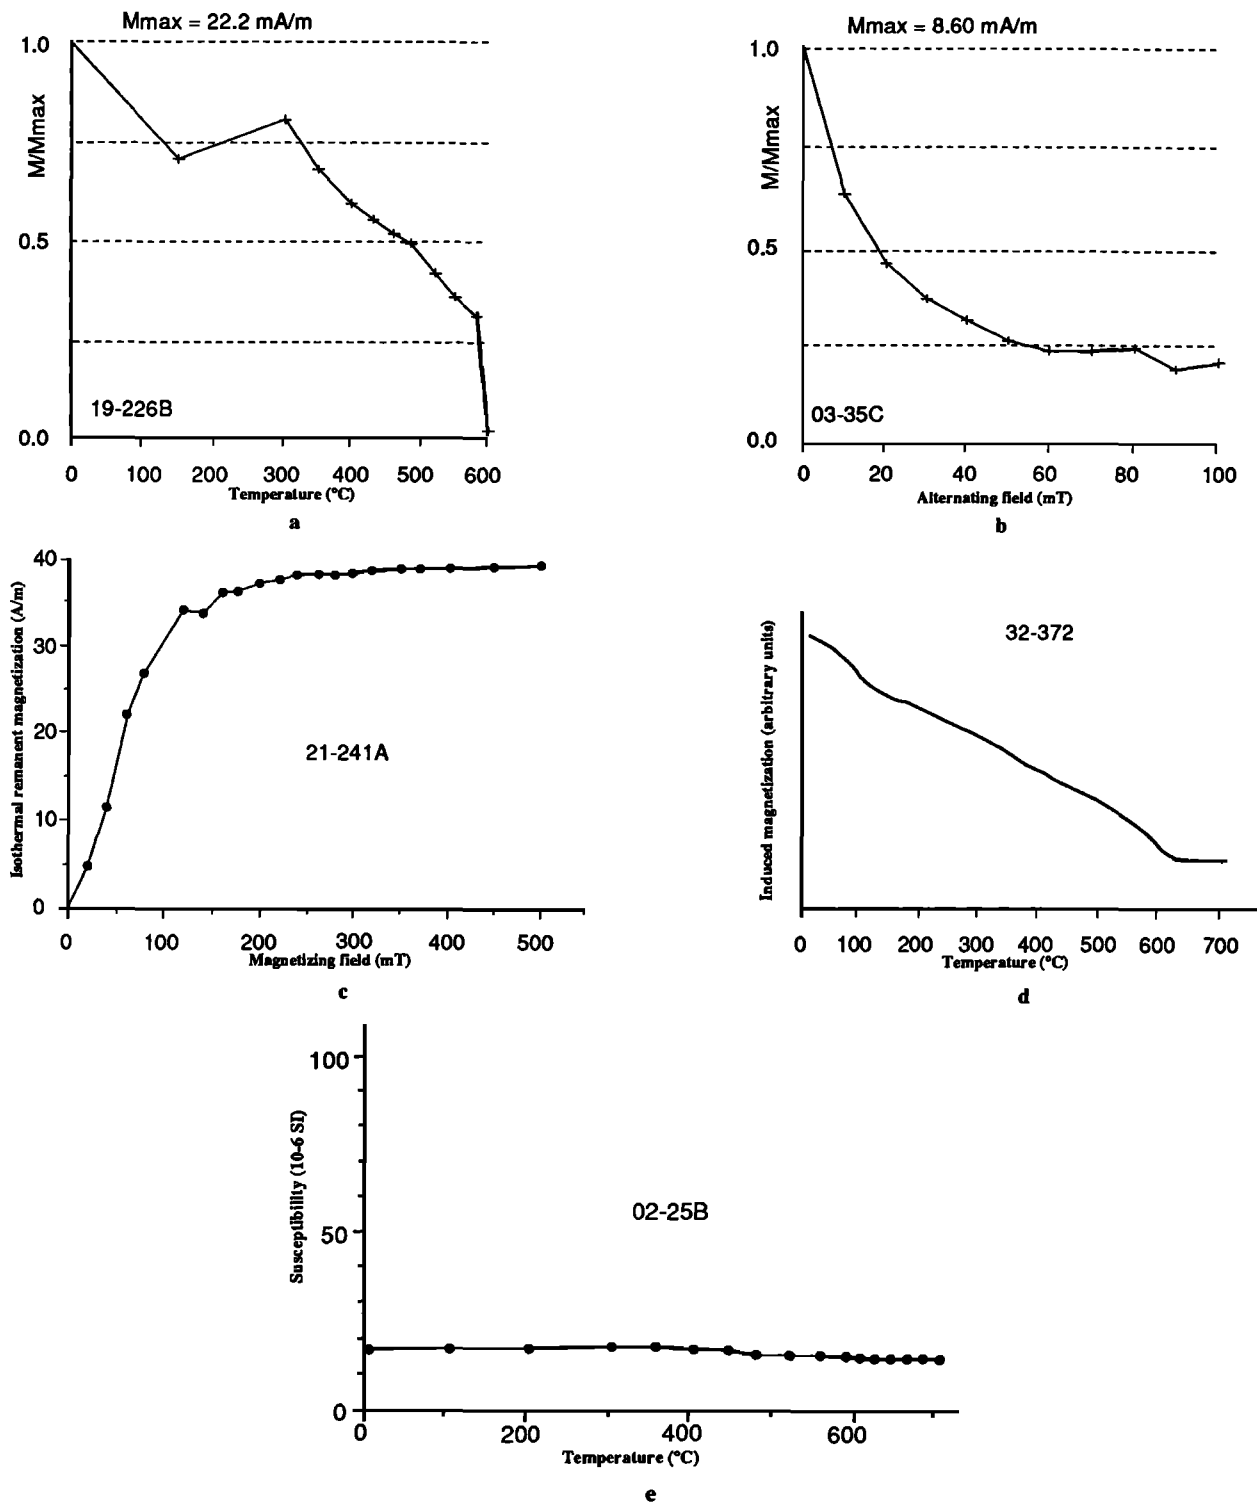 Mmax = 22.2 mA/m
1.0
M/Mmax
0.5
0.0
19-226B
0 100 200 300 400 500 600
Temperature (°C)
a
Mmax = 8.60 mA/m
1.0
M/Mmax
0.5
0.0
03-35C
0 20 40 60 80 100
Alternating field (mT)
b
40
30
20
10
0
Isothermal remanent magnetization (A/m)
21-241A
0 100 200 300 400 500
Magnetizing field (mT)
c
Induced magnetization (arbitrary units)
32-372
0 100 200 300 400 500 600 700
Temperature (°C)
d
100
50
0
Susceptibility (10-6 SI)
02-25B
0 200 400 600
Temperature (°C)
e